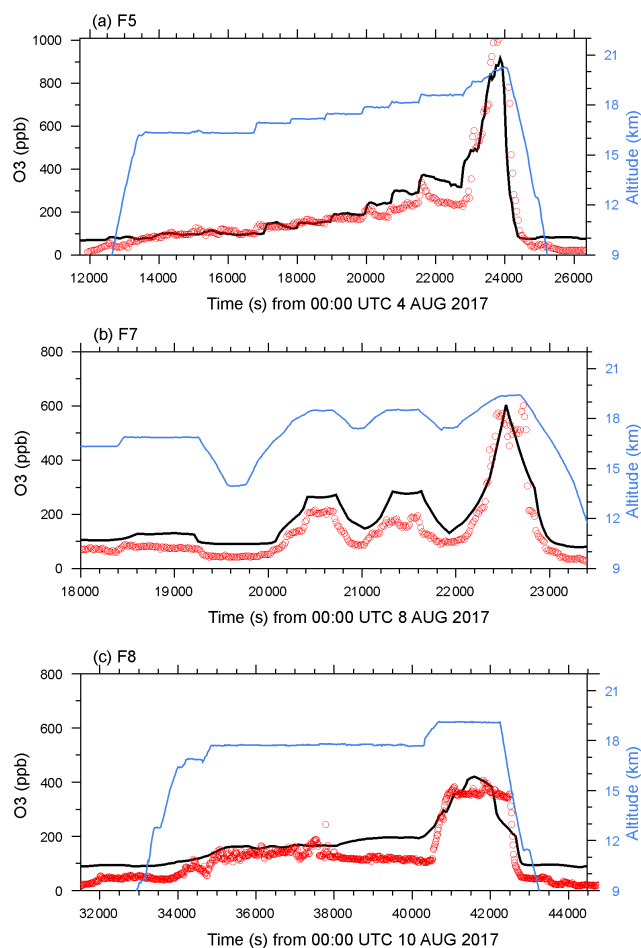 (a) F5
1000
800
600
400
200
0
O3 (ppb)
21
18
15
12
9
Altitude (km)
12000 14000 16000 18000 20000 22000 24000 26000
Time (s) from 00:00 UTC 4 AUG 2017
(b) F7
800
600
400
200
0
O3 (ppb)
21
18
15
12
9
Altitude (km)
18000 19000 20000 21000 22000 23000
Time (s) from 00:00 UTC 8 AUG 2017
(c) F8
800
600
400
200
0
O3 (ppb)
21
18
15
12
9
Altitude (km)
32000 34000 36000 38000 40000 42000 44000
Time (s) from 00:00 UTC 10 AUG 2017